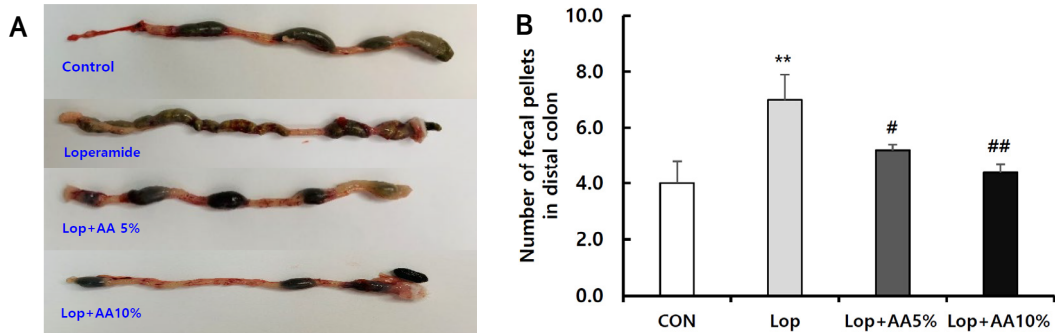 A
Control
Loperamide
Lop+AA 5%
Lop+AA10%
B
Number of fecal pellets
in distal colon
10.0
8.0
6.0
4.0
2.0
0.0
**
#
##
CON
Lop
Lop+AA5%
Lop+AA10%